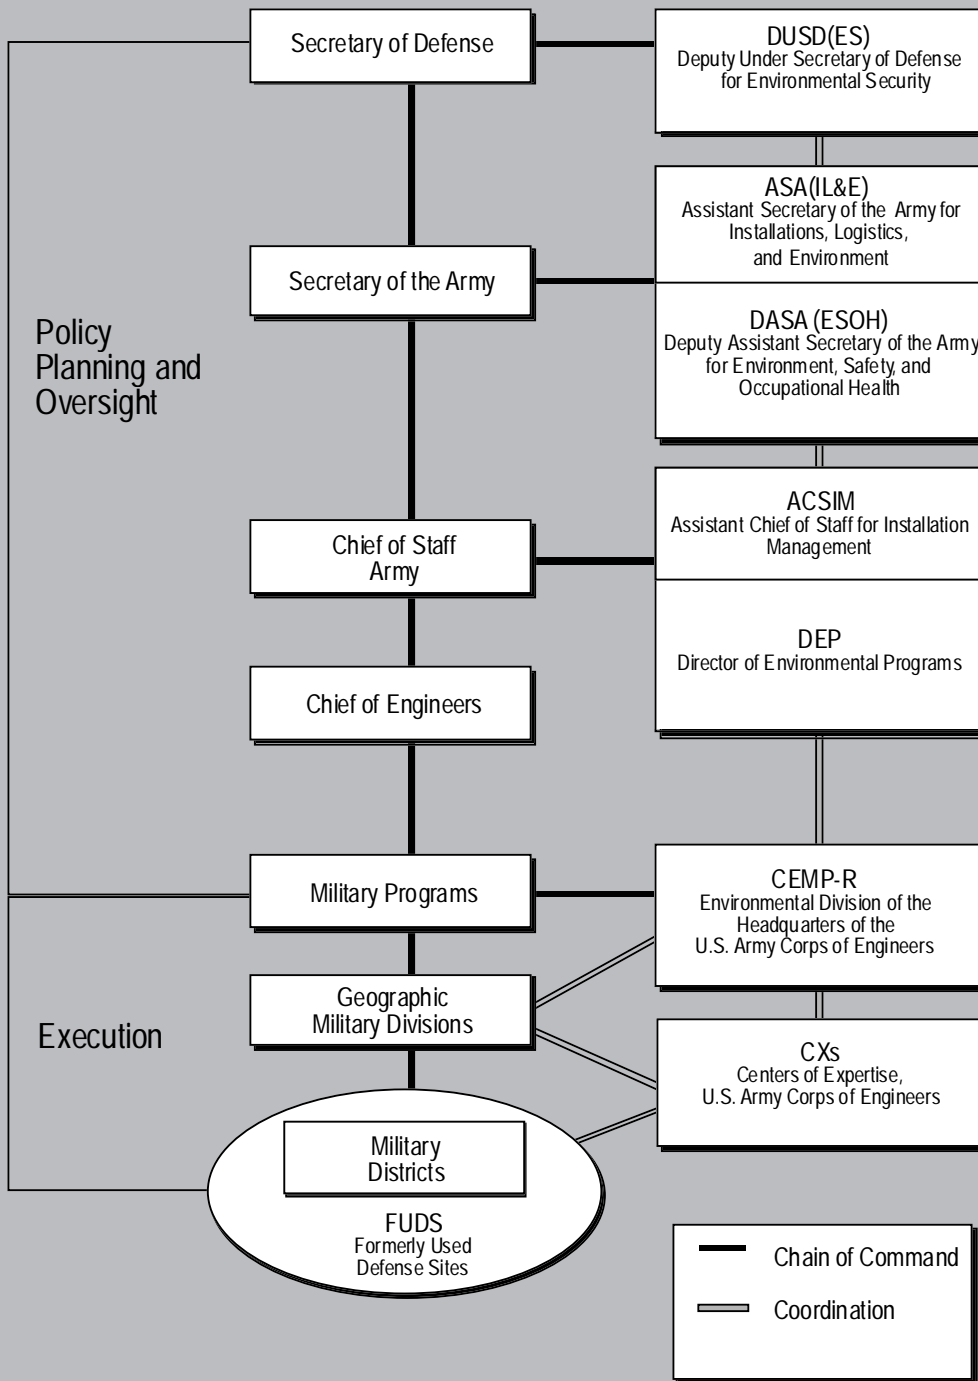 Secretary of Defense
DUSD(ES)
Deputy Under Secretary of Defense
for Environmental Security
ASA(IL&E)
Assistant Secretary of the Army for
Installations, Logistics,
and Environment
Secretary of the Army
DASA (ESOH)
Deputy Assistant Secretary of the Army
for Environment, Safety, and
Occupational Health
Policy
Planning and
Oversight
ACSIM
Assistant Chief of Staff for Installation
Management
Chief of Staff
Army
DEP
Director of Environmental Programs
Chief of Engineers
Military Programs
CEMP-R
Environmental Division of the
Headquarters of the
U.S. Army Corps of Engineers
Geographic
Military Divisions
Execution
CXs
Centers of Expertise,
U.S. Army Corps of Engineers
Military
Districts
FUDS
Formerly Used
Defense Sites
Chain of Command
Coordination